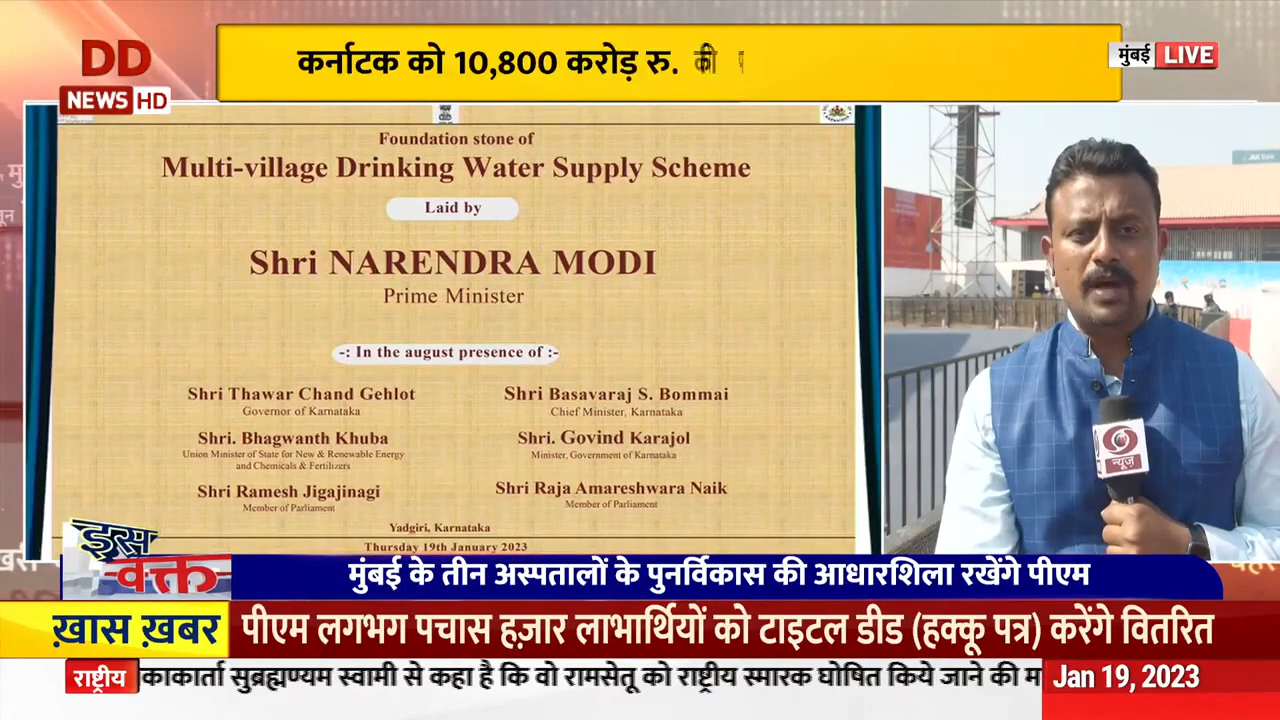 DD
NEWS HD
कर्नाटक को 10,800 करोड़ रु. की
मुंबई LIVE
Foundation stone of
Multi-village Drinking Water Supply Scheme
Laid by
Shri NARENDRA MODI
Prime Minister
-: In the august presence of :-
Shri Thawar Chand Gehlot
Governor of Karnataka
Shri Basavaraj S. Bommai
Chief Minister, Karnataka
Shri. Bhagwanth Khuba
Union Minister of State for New & Renewable Energy
and Chemicals & Fertilizers
Shri. Govind Karajol
Minister, Government of Karnataka
Shri Ramesh Jigajinagi
Member of Parliament
Shri Raja Amareshwara Naik
Member of Parliament
Yadgiri, Karnataka
Thursday 19th January 2023
न्यूज़
इस
वक्त
मुंबई के तीन अस्पतालों के पुनर्विकास की आधारशिला रखेंगे पीएम
ख़ास ख़बर
पीएम लगभग पचास हज़ार लाभार्थियों को टाइटल डीड (हक्कू पत्र) करेंगे वितरित
राष्ट्रीय
काकार्ता सुब्रह्मण्यम स्वामी से कहा है कि वो रामसेतु को राष्ट्रीय स्मारक घोषित किये जाने की
Jan 19, 2023